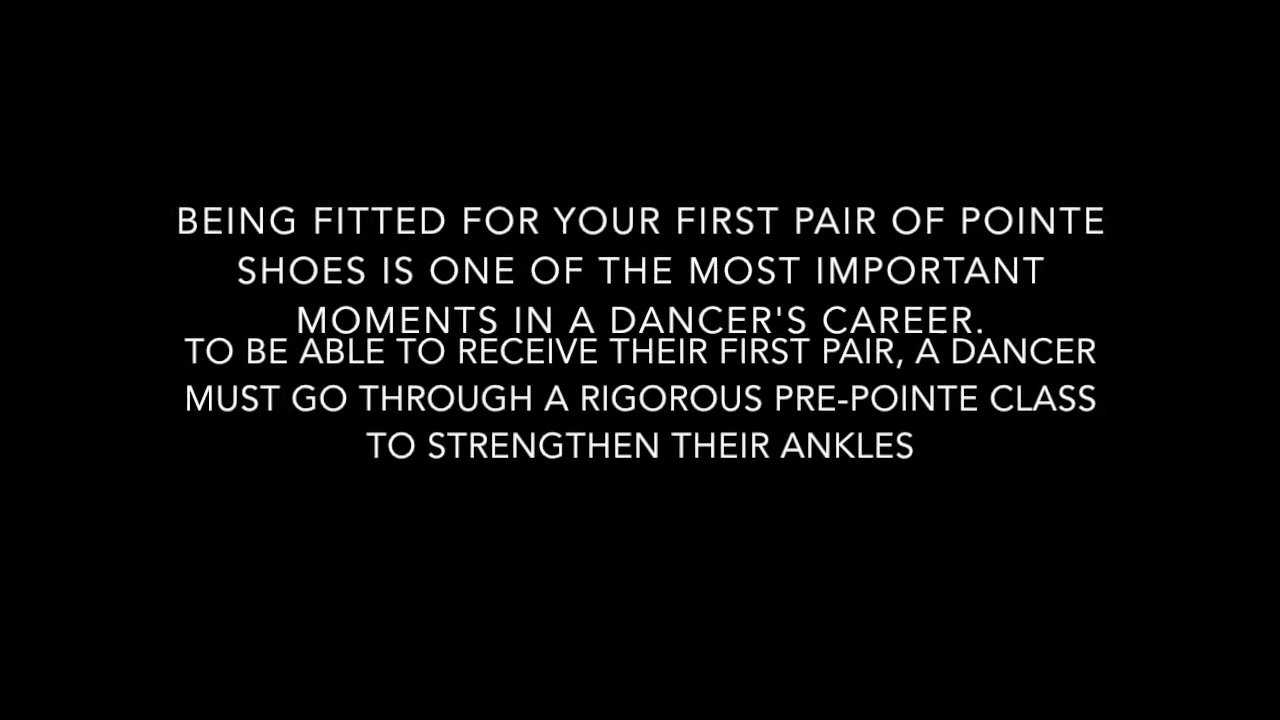 BEING FITTED FOR YOUR FIRST PAIR OF POINTE
SHOES IS ONE OF THE MOST IMPORTANT
MOMENTS IN A DANCER'S CAREER.
TO BE ABLE TO RECEIVE THEIR FIRST PAIR, A DANCER
MUST GO THROUGH A RIGOROUS PRE-POINTE CLASS
TO STRENGTHEN THEIR ANKLES